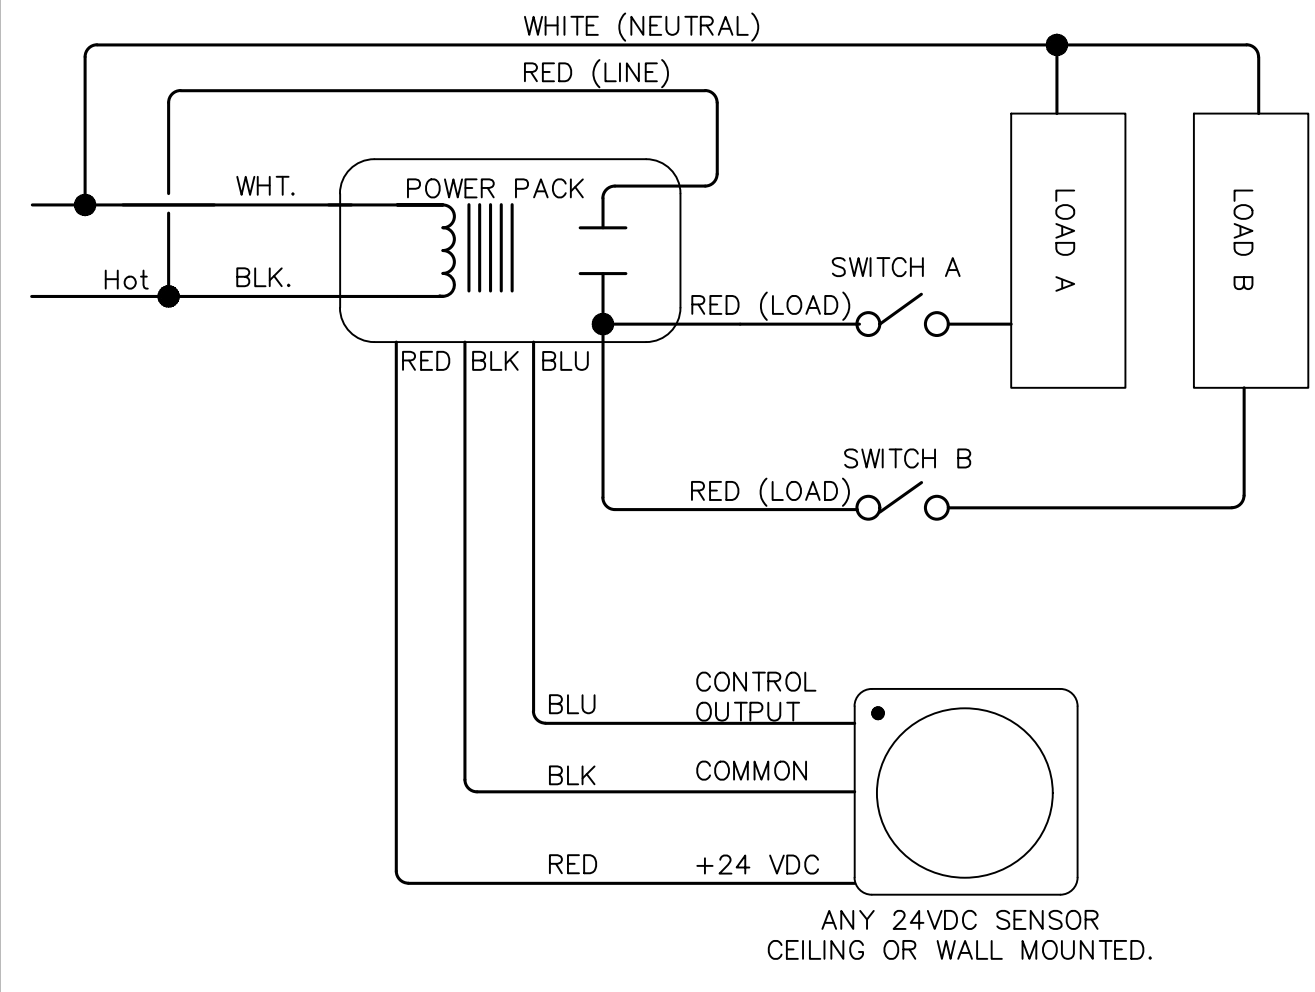 WHITE (NEUTRAL)
RED (LINE)
WHT.
POWER PACK
Hot
BLK.
SWITCH A
RED (LOAD)
LOAD A
LOAD B
RED
BLK
BLU
SWITCH B
RED (LOAD)
BLU
CONTROL
OUTPUT
BLK
COMMON
RED
+24 VDC
ANY 24VDC SENSOR
CEILING OR WALL MOUNTED.